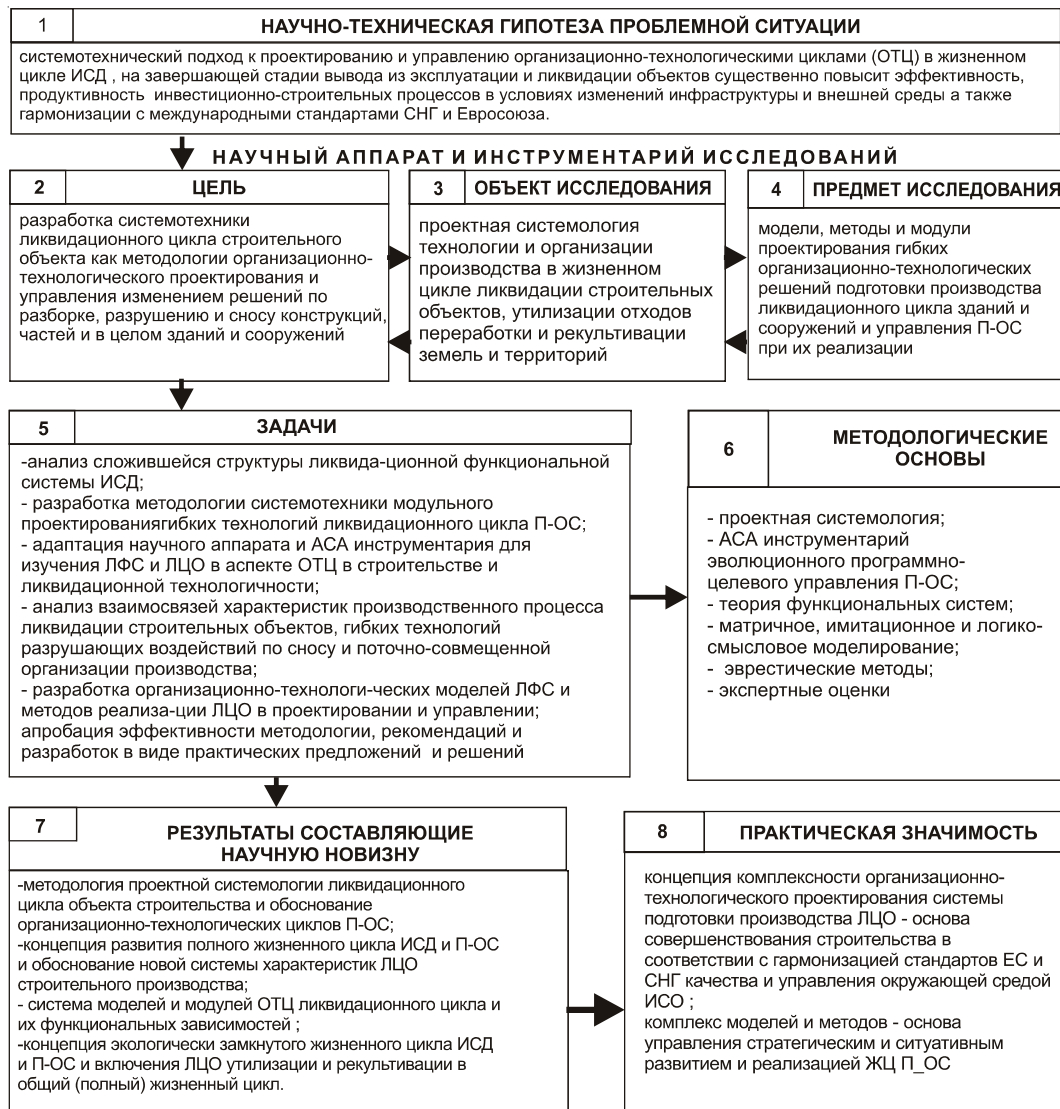 1
НАУЧНО-ТЕХНИЧЕСКАЯ ГИПОТЕЗА ПРОБЛЕМНОЙ СИТУАЦИИ
системотехнический подход к проектированию и управлению организационно-технологическими циклами (ОТЦ) в жизненном
цикле ИСД , на завершающей стадии вывода из эксплуатации и ликвидации объектов существенно повысит эффективность,
продуктивность инвестиционно-строительных процессов в условиях изменений инфраструктуры и внешней среды а также
гармонизации с международными стандартами СНГ и Евросоюза.
НАУЧНЫЙ АППАРАТ И ИНСТРУМЕНТАРИЙ ИССЛЕДОВАНИЙ
2
ЦЕЛЬ
разработка системотехники
ликвидационного цикла строительного
объекта как методологии организационно-
технологического проектирования и
управления изменением решений по
разборке, разрушению и сносу конструкций,
частей и в целом зданий и сооружений
3
ОБЪЕКТ ИССЛЕДОВАНИЯ
проектная системология
технологии и организации
производства в жизненном
цикле ликвидации строительных
объектов, утилизации отходов
переработки и рекультивации
земель и территорий
4
ПРЕДМЕТ ИССЛЕДОВАНИЯ
модели, методы и модули
проектирования гибких
организационно-технологических
решений подготовки производства
ликвидационного цикла зданий и
сооружений и управления П-ОС
при их реализации
5
ЗАДАЧИ
-анализ сложившейся структуры ликвида-ционной функциональной
системы ИСД;
- разработка методологии системотехники модульного
проектированиягибких технологий ликвидационного цикла П-ОС;
- адаптация научного аппарата и АСА инструментария для
изучения ЛФС и ЛЦО в аспекте ОТЦ в строительстве и
ликвидационной технологичности;
- анализ взаимосвязей характеристик производственного процесса
ликвидации строительных объектов, гибких технологий
разрушающих воздействий по сносу и поточно-совмещенной
организации производства;
- разработка организационно-технологи-ческих моделей ЛФС и
методов реализа-ции ЛЦО в проектировании и управлении;
апробация эффективности методологии, рекомендаций и
разработок в виде практических предложений и решений
6
МЕТОДОЛОГИЧЕСКИЕ
ОСНОВЫ
- проектная системология;
- АСА инструментарий
эволюционного программно-
целевого управления П-ОС;
- теория функциональных систем;
- матричное, имитационное и логико-
смысловое моделирование;
- эврестические методы;
- экспертные оценки
7
РЕЗУЛЬТАТЫ СОСТАВЛЯЮЩИЕ
НАУЧНУЮ НОВИЗНУ
-методология проектной системологии ликвидационного
цикла объекта строительства и обоснование
организационно-технологических циклов П-ОС;
-концепция развития полного жизненного цикла ИСД и П-ОС
и обоснование новой системы характеристик ЛЦО
строительного производства;
- система моделей и модулей ОТЦ ликвидационного цикла и
их функциональных зависимостей ;
-концепция экологически замкнутого жизненного цикла ИСД
и П-ОС и включения ЛЦО утилизации и рекультивации в
общий (полный) жизненный цикл.
8
ПРАКТИЧЕСКАЯ ЗНАЧИМОСТЬ
концепция комплексности организационно-
технологического проектирования системы
подготовки производства ЛЦО - основа
совершенствования строительства в
соответствии с гармонизацией стандартов ЕС и
СНГ качества и управления окружающей средой
ИСО ;
комплекс моделей и методов - основа
управления стратегическим и ситуативным
развитием и реализацией ЖЦ П_ОС